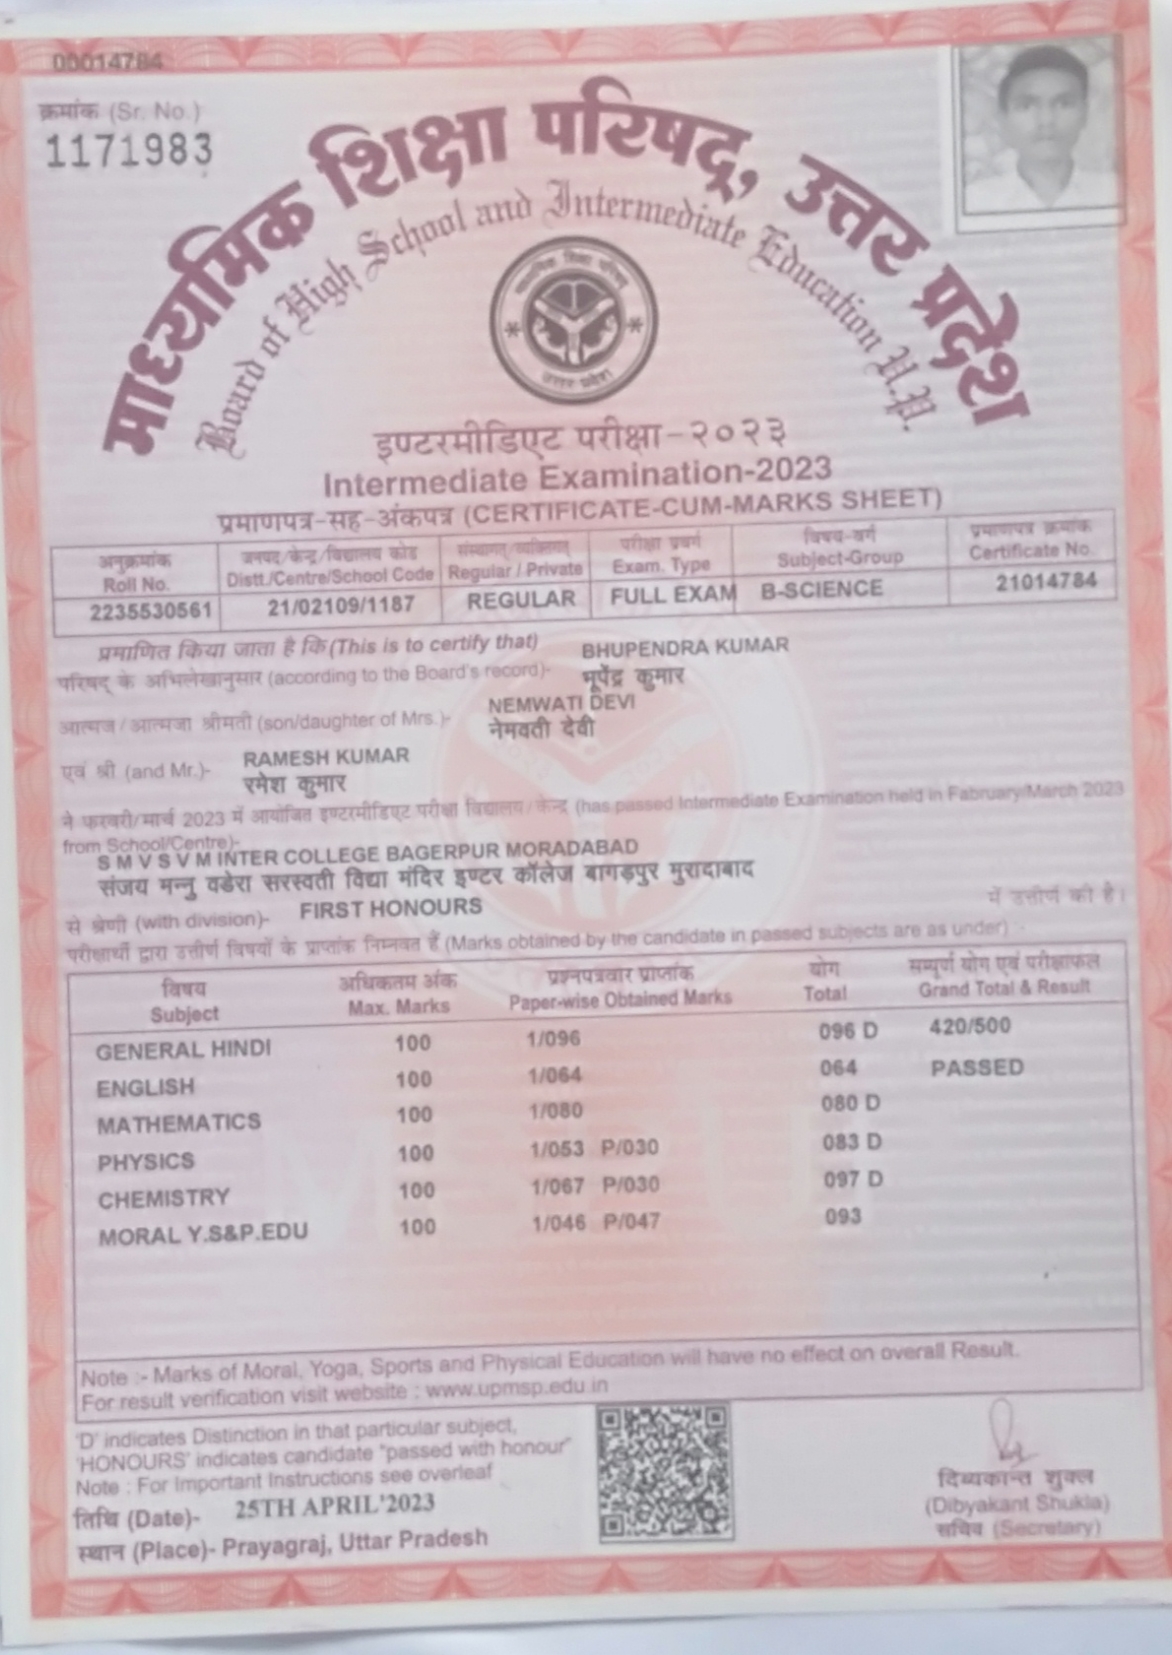 00014784
क्रमांक (Sr. No.)
1171983
माध्यमिक शिक्षा परिषद्, उत्तर प्रदेश
Board of High School and Intermediate Education U.P.
माध्यमिक शिक्षा परिषद्
उत्तर प्रदेश
इण्टरमीडिएट परीक्षा-२०२३
Intermediate Examination-2023
प्रमाणपत्र-सह-अंकपत्र (CERTIFICATE-CUM-MARKS SHEET)
अनुक्रमांक जनपद/केन्द्र/विद्यालय कोड संस्थागत/व्यक्तिगत परीक्षा प्रवर्ग विषय-वर्ग प्रमाणपत्र क्रमांक
Roll No. Distt./Centre/School Code Regular / Private Exam. Type Subject-Group Certificate No.
2235530561 21/02109/1187 REGULAR FULL EXAM B-SCIENCE 21014784
प्रमाणित किया जाता है कि (This is to certify that) BHUPENDRA KUMAR
परिषद् के अभिलेखानुसार (according to the Board's record)- भूपेंद्र कुमार
NEMWATI DEVI
आत्मज/आत्मजा श्रीमती (son/daughter of Mrs.)- नेमवती देवी
RAMESH KUMAR
एवं श्री (and Mr.)- रमेश कुमार
ने फरवरी/मार्च 2023 में आयोजित इण्टरमीडिएट परीक्षा विद्यालय/केन्द्र (has passed Intermediate Examination held in Fabruary/March 2023
from School/Centre)-
S M V S V M INTER COLLEGE BAGERPUR MORADABAD
संजय मन्नु वडेरा सरस्वती विद्या मंदिर इण्टर कॉलेज बागड़पुर मुरादाबाद
से श्रेणी (with division)- FIRST HONOURS में उत्तीर्ण की है।
परीक्षार्थी द्वारा उत्तीर्ण विषयों के प्राप्तांक निम्नवत हैं (Marks obtained by the candidate in passed subjects are as under) :-
विषय अधिकतम अंक प्रश्नपत्रवार प्राप्तांक योग सम्पूर्ण योग एवं परीक्षाफल
Subject Max. Marks Paper-wise Obtained Marks Total Grand Total & Result
GENERAL HINDI 100 1/096 096 D 420/500
ENGLISH 100 1/064 064 PASSED
MATHEMATICS 100 1/080 080 D
PHYSICS 100 1/053 P/030 083 D
CHEMISTRY 100 1/067 P/030 097 D
MORAL Y.S&P.EDU 100 1/046 P/047 093
Note :- Marks of Moral, Yoga, Sports and Physical Education will have no effect on overall Result.
For result verification visit website : www.upmsp.edu.in
'D' indicates Distinction in that particular subject,
'HONOURS' indicates candidate "passed with honour"
Note : For Important Instructions see overleaf
तिथि (Date)- 25TH APRIL'2023
स्थान (Place)- Prayagraj, Uttar Pradesh
दिब्यकान्त शुक्ल
(Dibyakant Shukla)
सचिव (Secretary)